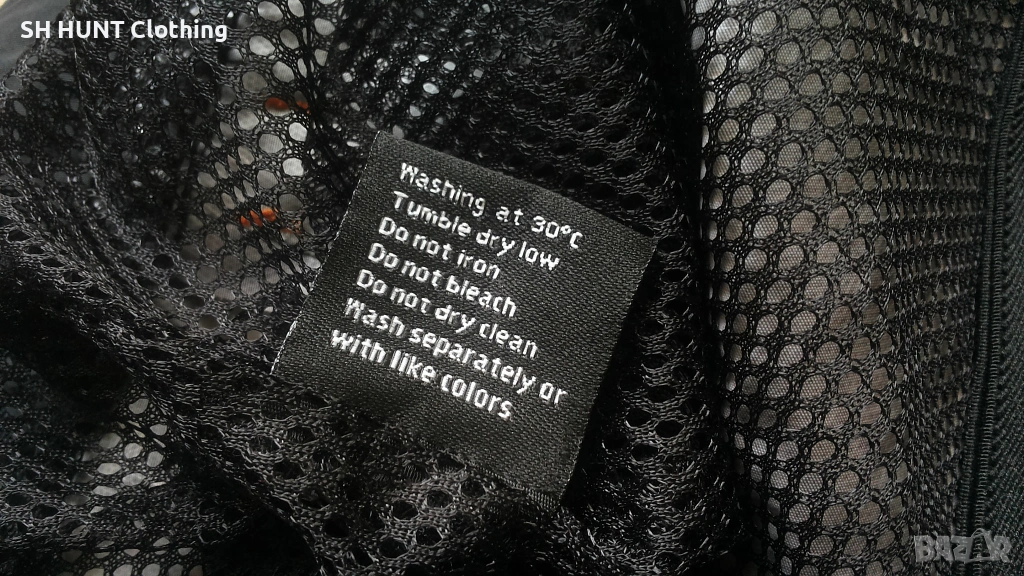 SH HUNT Clothing
Washing at 30°C
Tumble dry low
Do not iron
Do not bleach
Do not dry clean
Wash separately or
with like colors
BAZAR